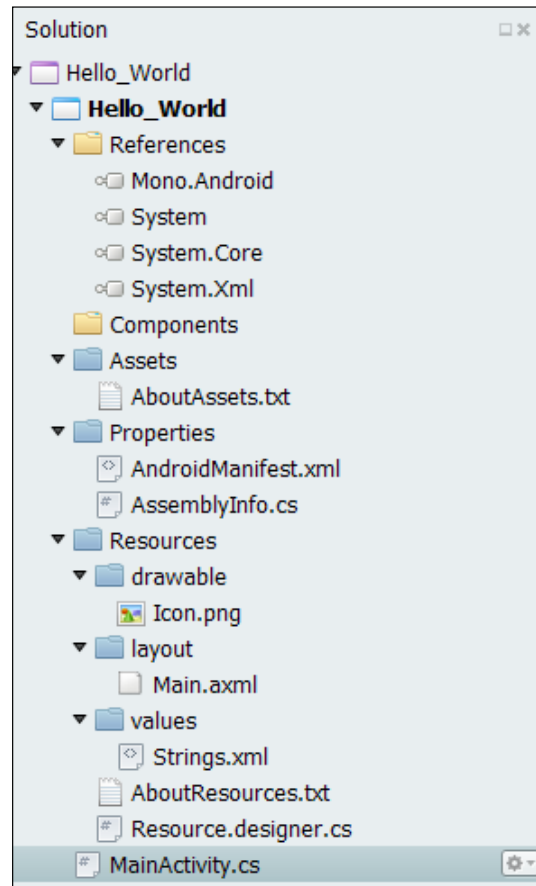 Solution
Hello_World
Hello_World
References
Mono.Android
System
System.Core
System.Xml
Components
Assets
AboutAssets.txt
Properties
AndroidManifest.xml
AssemblyInfo.cs
Resources
drawable
Icon.png
layout
Main.axml
values
Strings.xml
AboutResources.txt
Resource.designer.cs
MainActivity.cs